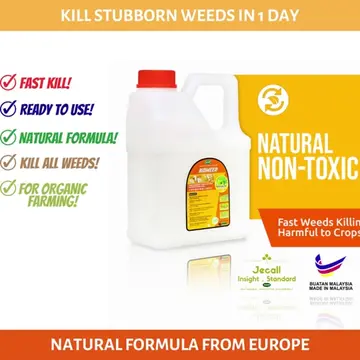 KILL STUBBORN WEEDS IN 1 DAY
FAST KILL!
READY TO USE!
NATURAL FORMULA!
KILL ALL WEEDS!
FOR ORGANIC
FARMING!
BIOWEED
NATURAL
NON-TOXIC
Fast Weeds Killin
Harmful to Crops
Jecall
Insight Standard
BUATAN MALAYSIA
MADE IN MALAYSIA
NATURAL FORMULA FROM EUROPE